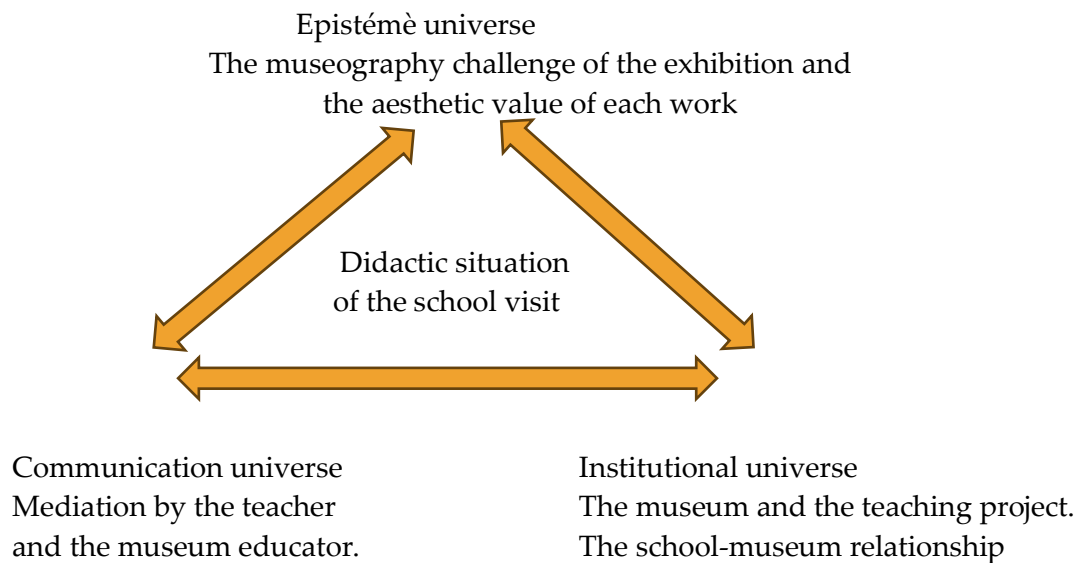 Epistémè universe
The museography challenge of the exhibition and
the aesthetic value of each work
Didactic situation
of the school visit
Communication universe
Mediation by the teacher
and the museum educator.
Institutional universe
The museum and the teaching project.
The school-museum relationship